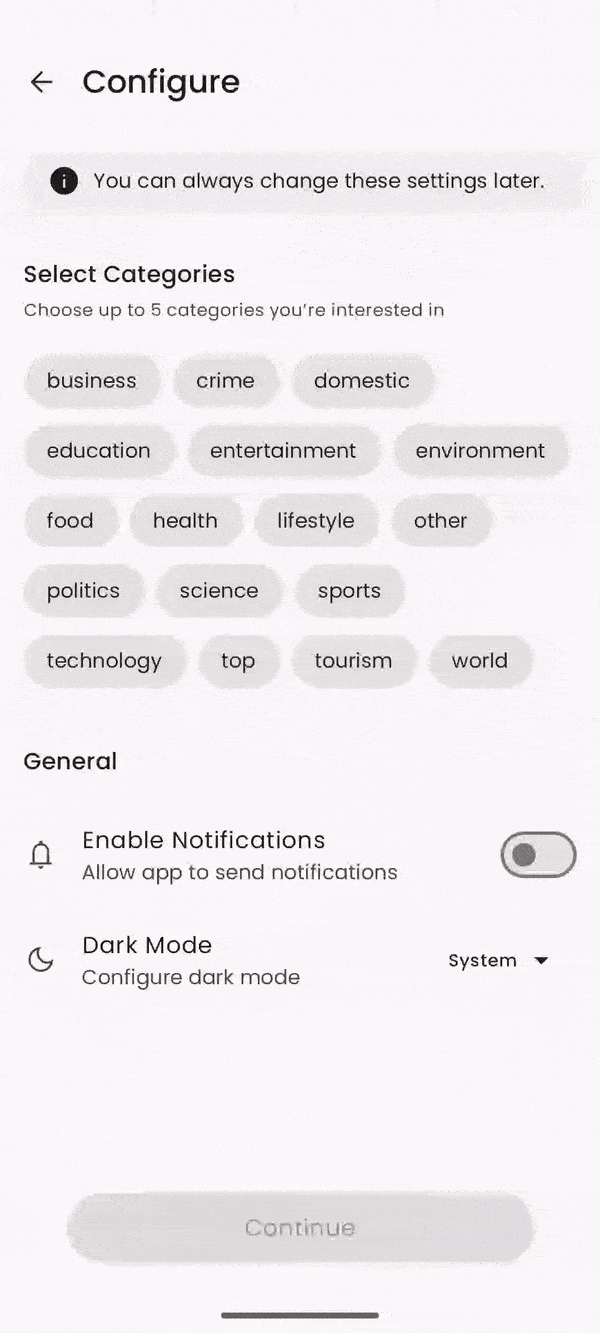 Configure
You can always change these settings later.
Select Categories
Choose up to 5 categories you're interested in
business crime domestic
education entertainment environment
food health lifestyle other
politics science sports
technology top tourism world
General
Enable Notifications
Allow app to send notifications
Dark Mode
Configure dark mode
System
Continue